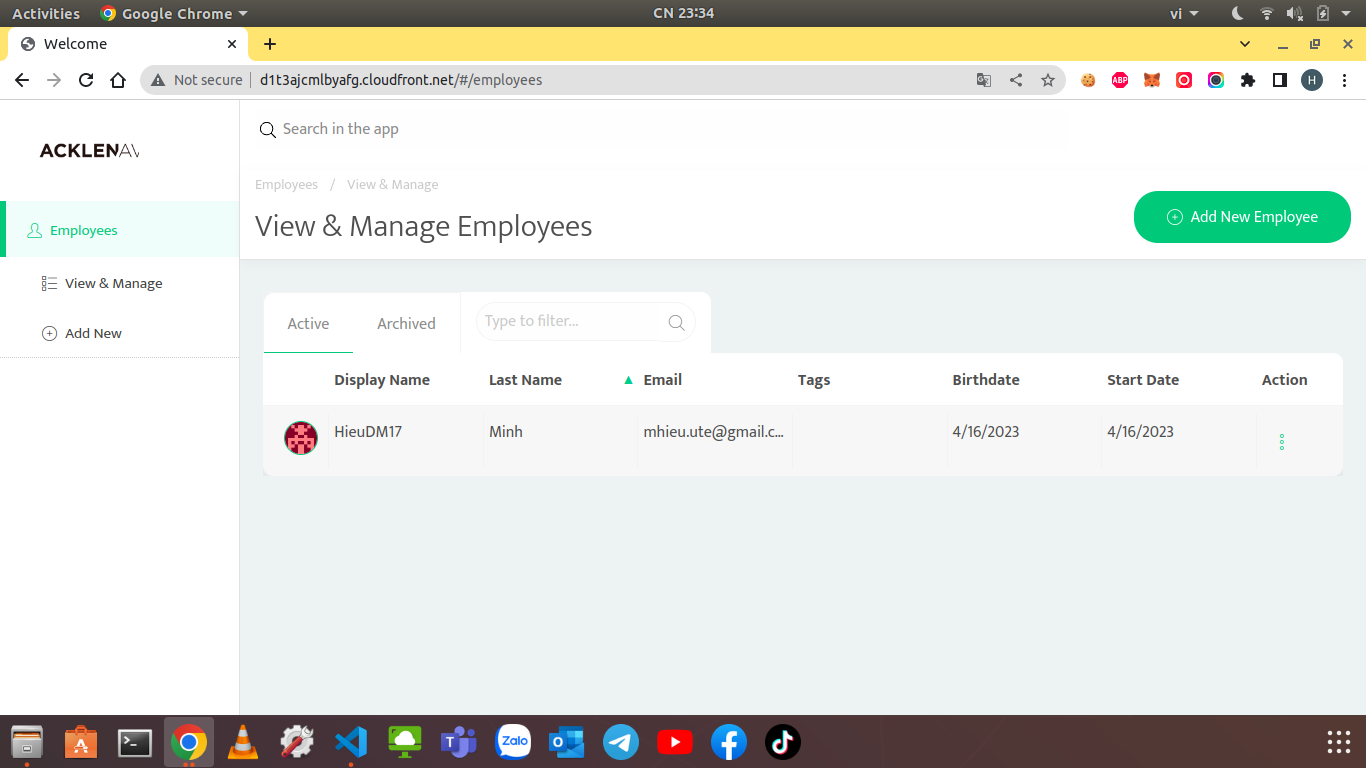 Activities Google Chrome CN 23:34 vi
Welcome
Not secure d1t3ajcmlbyafg.cloudfront.net/#/employees ABP H
ACKLENAV
Search in the app
Employees / View & Manage
View & Manage Employees
Add New Employee
Employees
View & Manage
Add New
Active Archived Type to filter...
Display Name Last Name Email Tags Birthdate Start Date Action
HieuDM17 Minh mhieu.ute@gmail.c... 4/16/2023 4/16/2023
Zalo